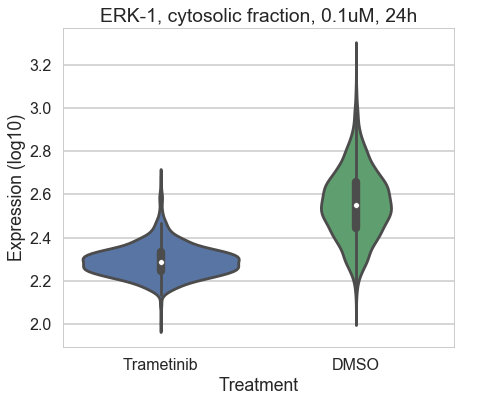 ERK-1, cytosolic fraction, 0.1uM, 24h
Expression (log10)
3.2
3.0
2.8
2.6
2.4
2.2
2.0
Trametinib DMSO
Treatment